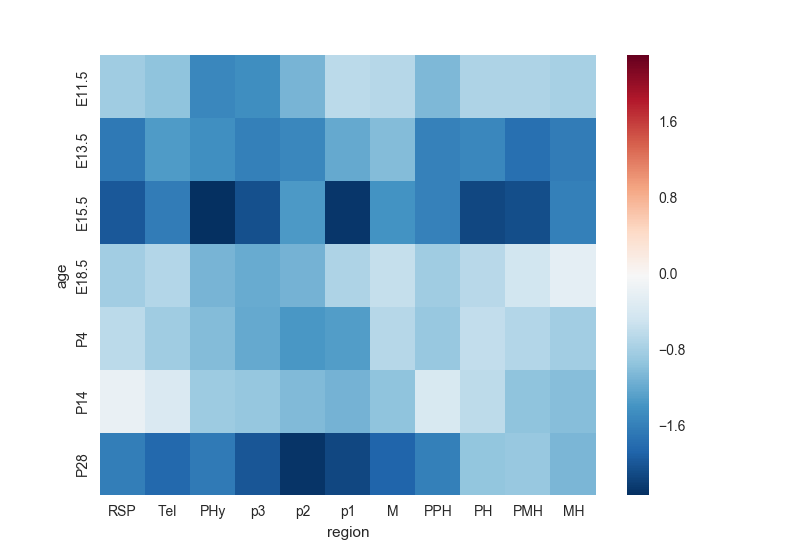 age
E11.5
E13.5
E15.5
E18.5
P4
P14
P28
RSP Tel PHy p3 p2 p1 M PPH PH PMH MH
region
1.6
0.8
0.0
−0.8
−1.6